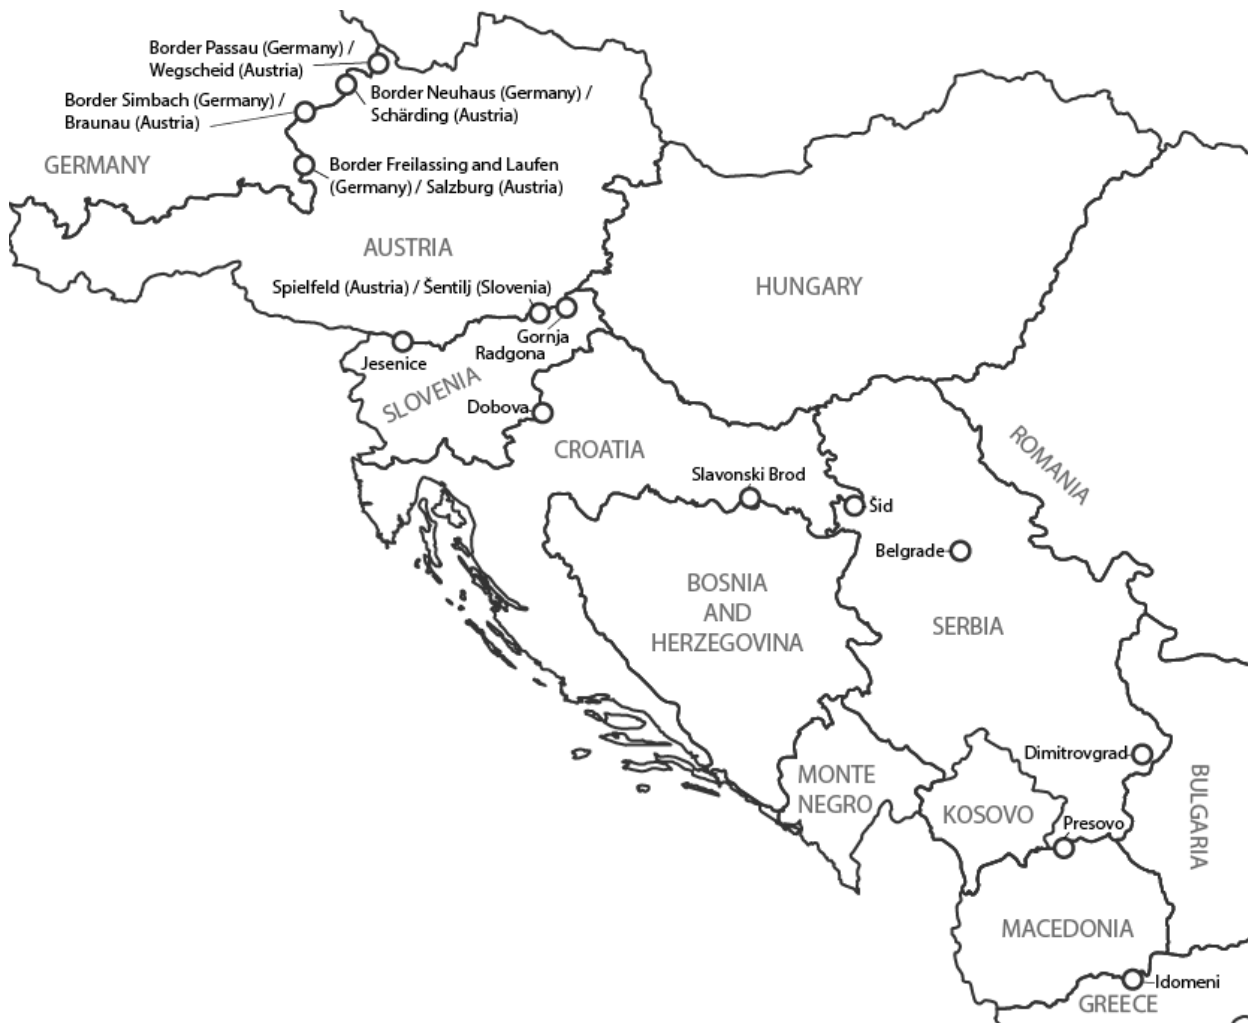 Border Passau (Germany) /
Wegscheid (Austria)
Border Simbach (Germany) /
Braunau (Austria)
Border Neuhaus (Germany) /
Schärding (Austria)
GERMANY
Border Freilassing and Laufen
(Germany) / Salzburg (Austria)
AUSTRIA
HUNGARY
Spielfeld (Austria) / Šentilj (Slovenia)
Gornja
Radgona
Jesenice
SLOVENIA
Dobova
CROATIA
ROMANIA
Slavonski Brod
Šid
Belgrade
BOSNIA
AND
HERZEGOVINA
SERBIA
Dimitrovgrad
MONTE
NEGRO
KOSOVO
BULGARIA
Presovo
MACEDONIA
Idomeni
GREECE